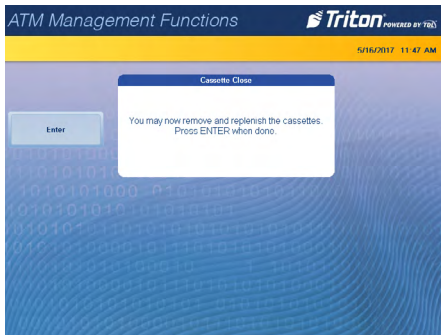 ATM Management Functions
Triton POWERED BY TDL
5/16/2017 11:47 AM
Cassette Close
Enter
You may now remove and replenish the cassettes.
Press ENTER when done.